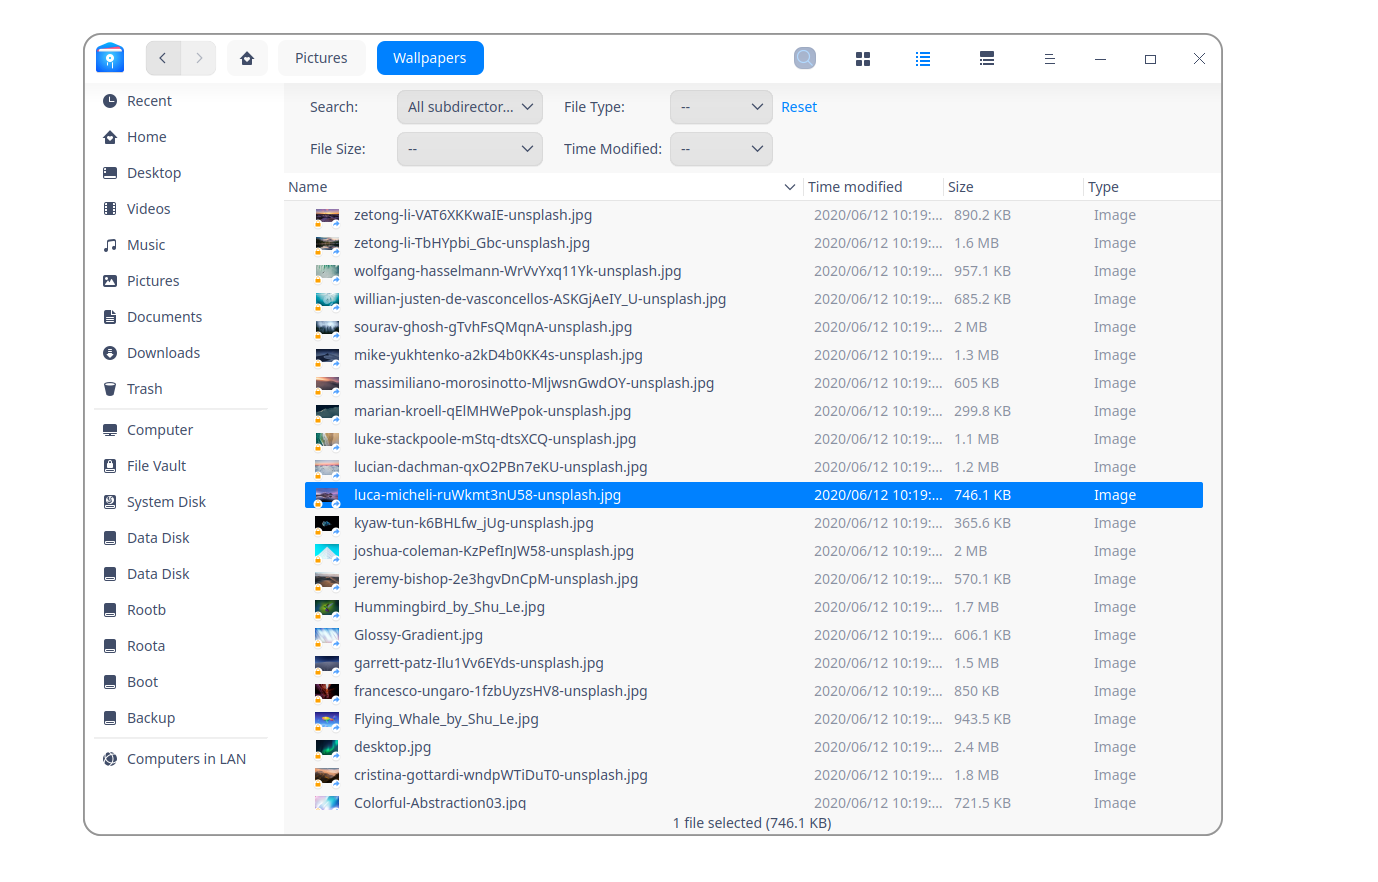 Pictures Wallpapers
Recent
Home
Desktop
Videos
Music
Pictures
Documents
Downloads
Trash
Computer
File Vault
System Disk
Data Disk
Data Disk
Rootb
Roota
Boot
Backup
Computers in LAN
Search: All subdirector... File Type: -- Reset
File Size: -- Time Modified: --
Name Time modified Size Type
zetong-li-VAT6XKKwaIE-unsplash.jpg 2020/06/12 10:19:... 890.2 KB Image
zetong-li-TbHYpbi_Gbc-unsplash.jpg 2020/06/12 10:19:... 1.6 MB Image
wolfgang-hasselmann-WrVvYxq11Yk-unsplash.jpg 2020/06/12 10:19:... 957.1 KB Image
willian-justen-de-vasconcellos-ASKGjAeIY_U-unsplash.jpg 2020/06/12 10:19:... 685.2 KB Image
sourav-ghosh-gTvhFsQMqnA-unsplash.jpg 2020/06/12 10:19:... 2 MB Image
mike-yukhtenko-a2kD4b0KK4s-unsplash.jpg 2020/06/12 10:19:... 1.3 MB Image
massimiliano-morosinotto-MljwsnGwdOY-unsplash.jpg 2020/06/12 10:19:... 605 KB Image
marian-kroell-qElMHWePpok-unsplash.jpg 2020/06/12 10:19:... 299.8 KB Image
luke-stackpoole-mStq-dtsXCQ-unsplash.jpg 2020/06/12 10:19:... 1.1 MB Image
lucian-dachman-qxO2PBn7eKU-unsplash.jpg 2020/06/12 10:19:... 1.2 MB Image
luca-micheli-ruWkmt3nU58-unsplash.jpg 2020/06/12 10:19:... 746.1 KB Image
kyaw-tun-k6BHLfw_jUg-unsplash.jpg 2020/06/12 10:19:... 365.6 KB Image
joshua-coleman-KzPefInJW58-unsplash.jpg 2020/06/12 10:19:... 2 MB Image
jeremy-bishop-2e3hgvDnCpM-unsplash.jpg 2020/06/12 10:19:... 570.1 KB Image
Hummingbird_by_Shu_Le.jpg 2020/06/12 10:19:... 1.7 MB Image
Glossy-Gradient.jpg 2020/06/12 10:19:... 606.1 KB Image
garrett-patz-Ilu1Vv6EYds-unsplash.jpg 2020/06/12 10:19:... 1.5 MB Image
francesco-ungaro-1fzbUyzsHV8-unsplash.jpg 2020/06/12 10:19:... 850 KB Image
Flying_Whale_by_Shu_Le.jpg 2020/06/12 10:19:... 943.5 KB Image
desktop.jpg 2020/06/12 10:19:... 2.4 MB Image
cristina-gottardi-wndpWTiDuT0-unsplash.jpg 2020/06/12 10:19:... 1.8 MB Image
Colorful-Abstraction03.jpg 2020/06/12 10:19:... 721.5 KB Image
1 file selected (746.1 KB)